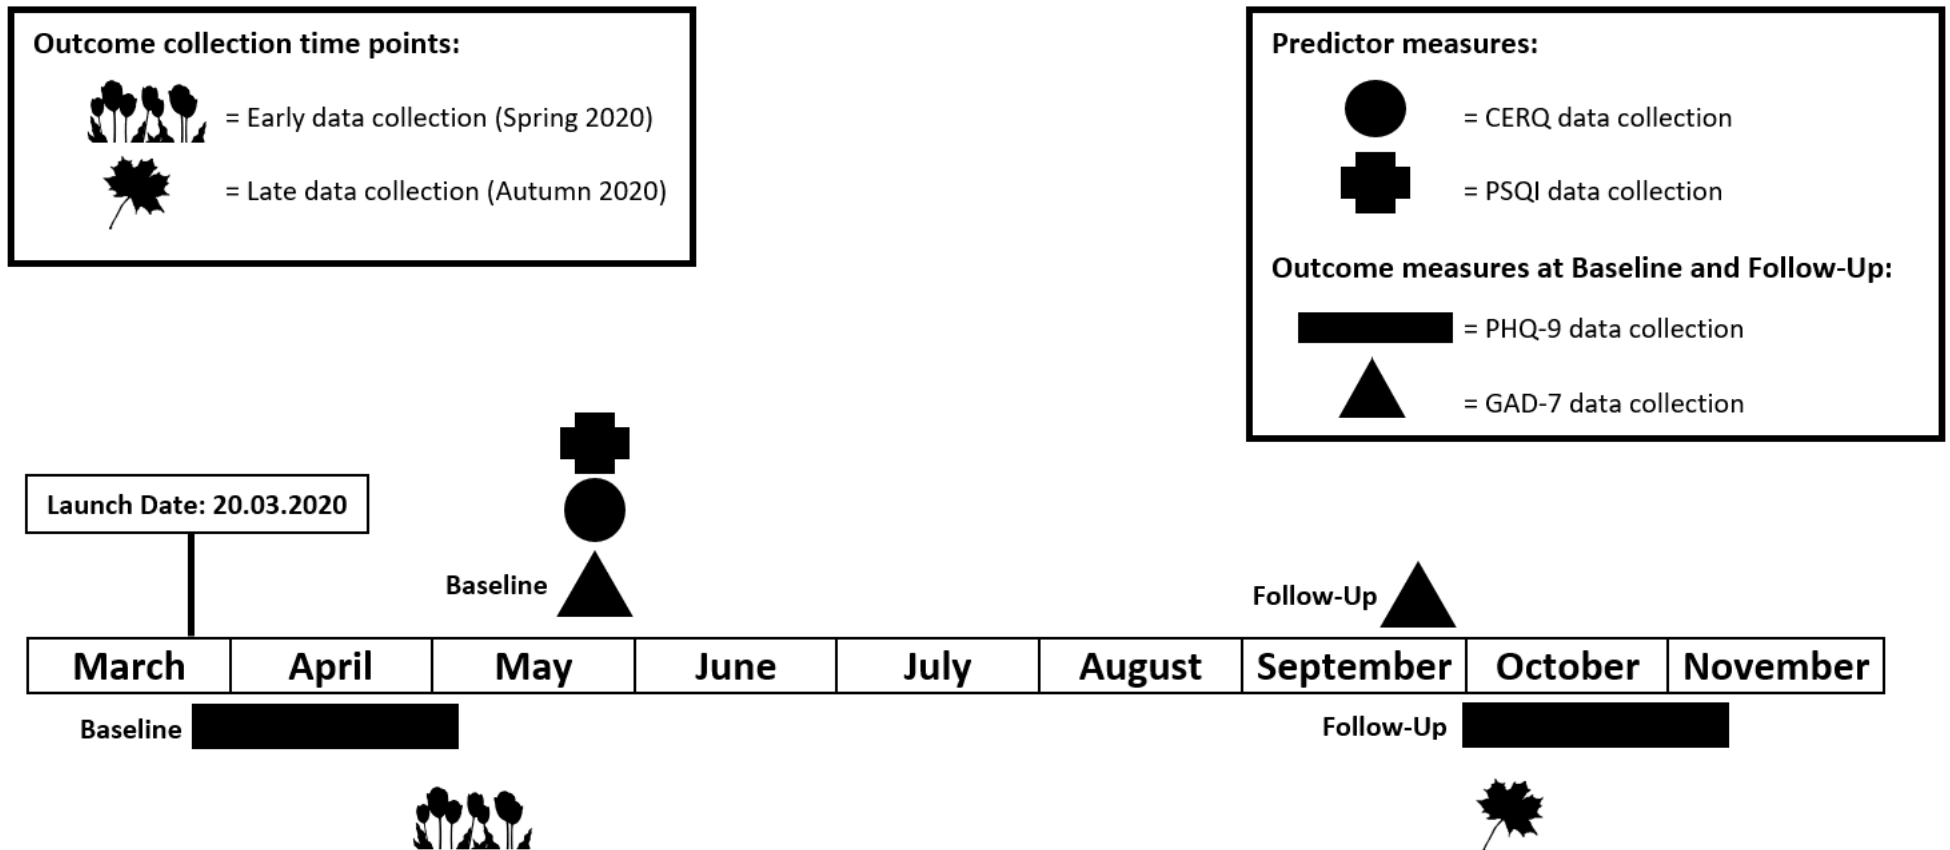 Outcome collection time points:
= Early data collection (Spring 2020)
= Late data collection (Autumn 2020)
Predictor measures:
= CERQ data collection
= PSQI data collection
Outcome measures at Baseline and Follow-Up:
= PHQ-9 data collection
= GAD-7 data collection
Launch Date: 20.03.2020
Baseline
Follow-Up
March April May June July August September October November
Baseline
Follow-Up